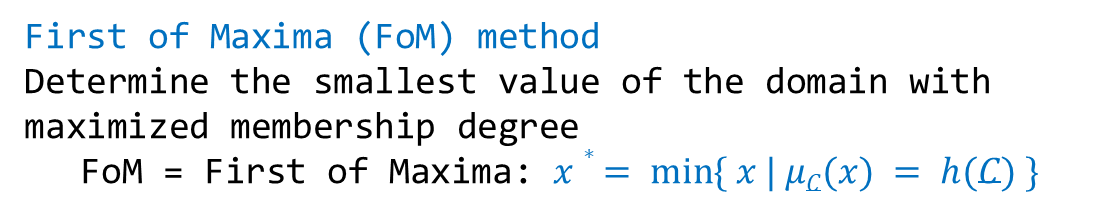 First of Maxima (FoM) method
Determine the smallest value of the domain with
maximized membership degree
FoM = First of Maxima: x* = min{ x | μ_C̲(x) = h(C̲) }